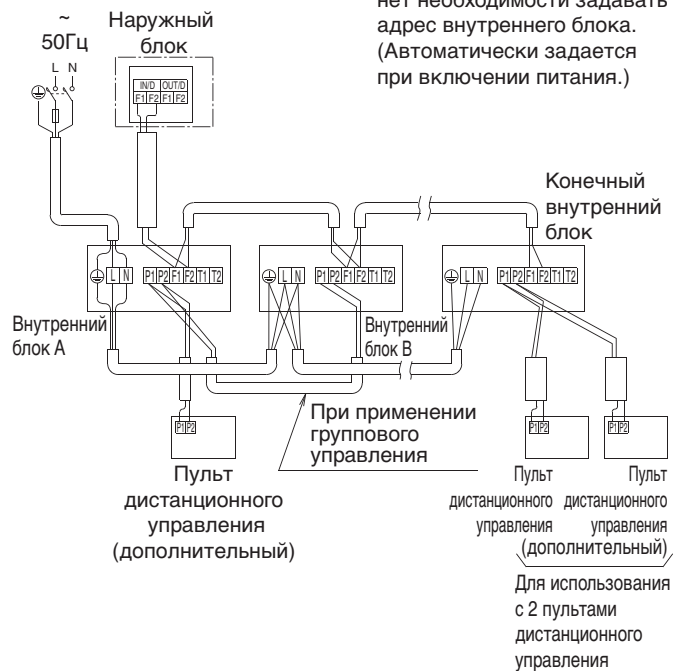 нет необходимости задавать
адрес внутреннего блока.
(Автоматически задается
при включении питания.)
~
50Гц
L N
Наружный
блок
IN/D OUT/D
F1 F2 F1 F2
Конечный
внутренний
блок
L N
P1 P2 F1 F2 T1 T2
L N
P1 P2 F1 F2 T1 T2
L N
P1 P2 F1 F2 T1 T2
Внутренний
блок A
Внутренний
блок B
При применении
группового
управления
P1 P2
Пульт
дистанционного
управления
(дополнительный)
P1 P2
P1 P2
Пульт
дистанционного
управления
Пульт
дистанционного
управления
(дополнительный)
Для использования
с 2 пультами
дистанционного
управления